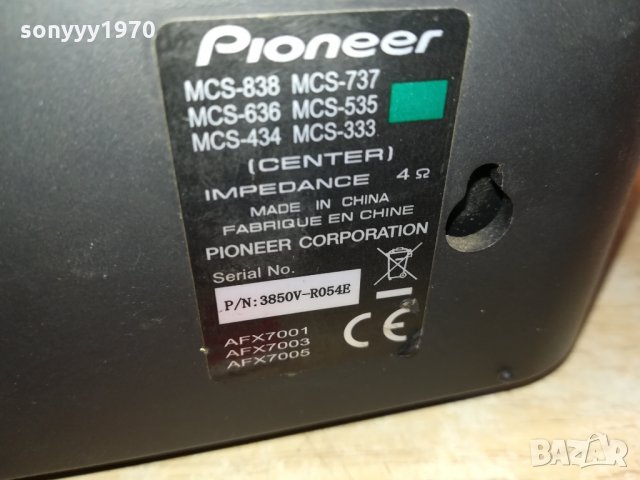 sonyyy1970
Pioneer
MCS-838 MCS-737
MCS-636 MCS-535
MCS-434 MCS-333
(CENTER)
IMPEDANCE 4 Ω
MADE IN CHINA
FABRIQUE EN CHINE
PIONEER CORPORATION
Serial No.
P/N:3850V-R054E
AFX7001
AFX7003
AFX7005
CE
BAZAR